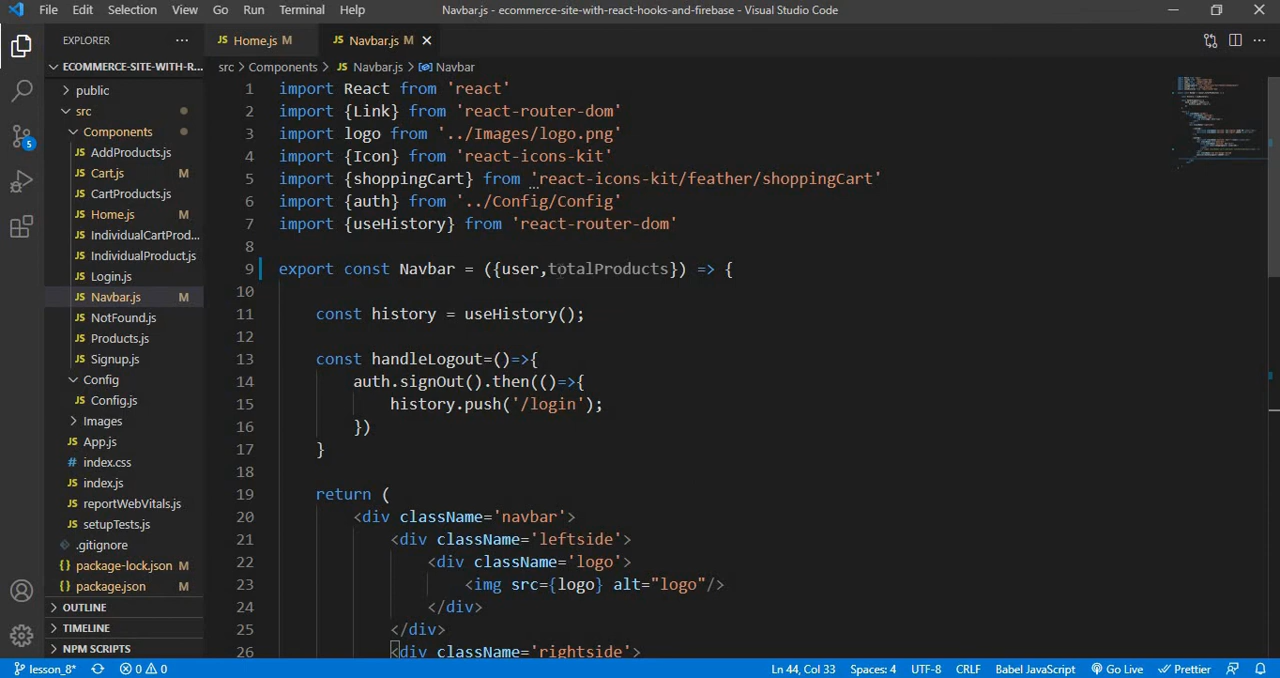 File Edit Selection View Go Run Terminal Help Navbar.js - ecommerce-site-with-react-hooks-and-firebase - Visual Studio Code
EXPLORER ···
ECOMMERCE-SITE-WITH-R...
public
src
Components
AddProducts.js
Cart.js M
CartProducts.js
Home.js M
IndividualCartProd...
IndividualProduct.js
Login.js
Navbar.js M
NotFound.js
Products.js
Signup.js
Config
Config.js
Images
App.js
index.css
index.js
reportWebVitals.js
setupTests.js
.gitignore
package-lock.json M
package.json M
OUTLINE
TIMELINE
NPM SCRIPTS
5
JS Home.js M JS Navbar.js M
src > Components > JS Navbar.js > Navbar
1 import React from 'react'
2 import {Link} from 'react-router-dom'
3 import logo from '../Images/logo.png'
4 import {Icon} from 'react-icons-kit'
5 import {shoppingCart} from 'react-icons-kit/feather/shoppingCart'
6 import {auth} from '../Config/Config'
7 import {useHistory} from 'react-router-dom'
8
9 export const Navbar = ({user,totalProducts}) => {
10
11 const history = useHistory();
12
13 const handleLogout=()=>{
14 auth.signOut().then(()=>{
15 history.push('/login');
16 })
17 }
18
19 return (
20 <div className='navbar'>
21 <div className='leftside'>
22 <div className='logo'>
23 <img src={logo} alt="logo"/>
24 </div>
25 </div>
26 <div className='rightside'>
lesson_8* 0 0 Ln 44, Col 33 Spaces: 4 UTF-8 CRLF Babel JavaScript Go Live Prettier